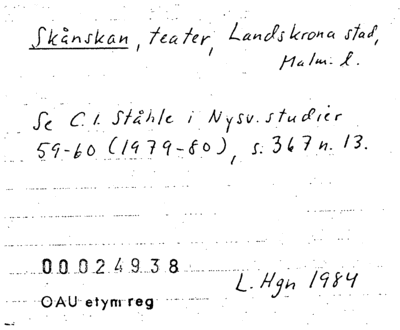 Skånskan, teater, Landskrona stad,
Malm. l.
Se C.I. Ståhle i Nysv. studier
59-60 (1979-80), s. 367 n. 13.
00024938
L. Hgn 1984
OAU etym reg